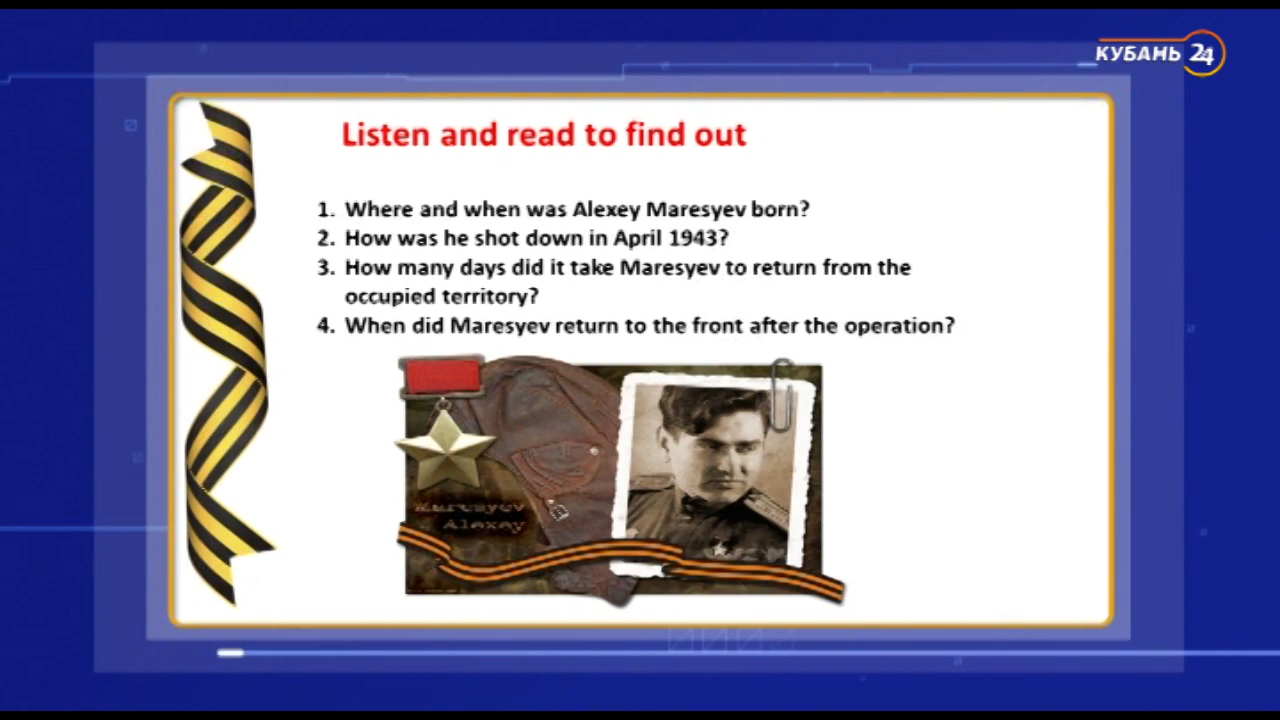 КУБАНЬ 24
Listen and read to find out
1. Where and when was Alexey Maresyev born?
2. How was he shot down in April 1943?
3. How many days did it take Maresyev to return from the
occupied territory?
4. When did Maresyev return to the front after the operation?
Maresyev
Alexey